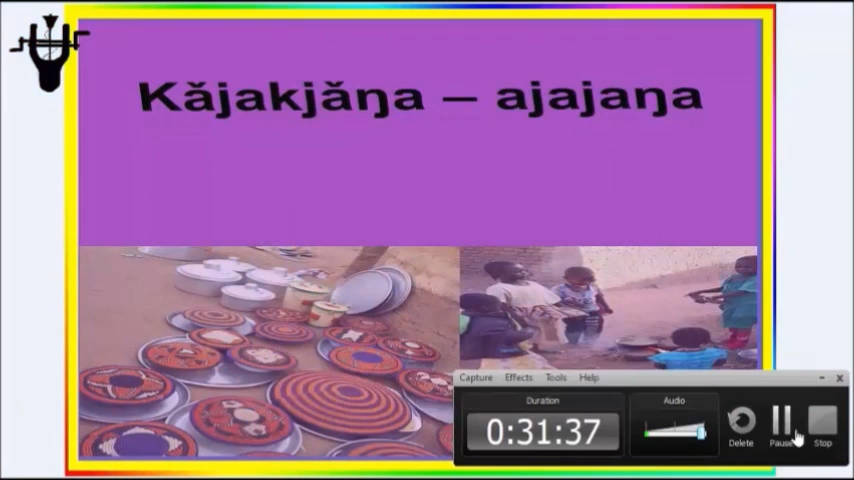 Kǎjakjǎŋa – ajajaŋa
Capture Effects Tools Help
Duration
Audio
0:31:37
Delete
Pause
Stop